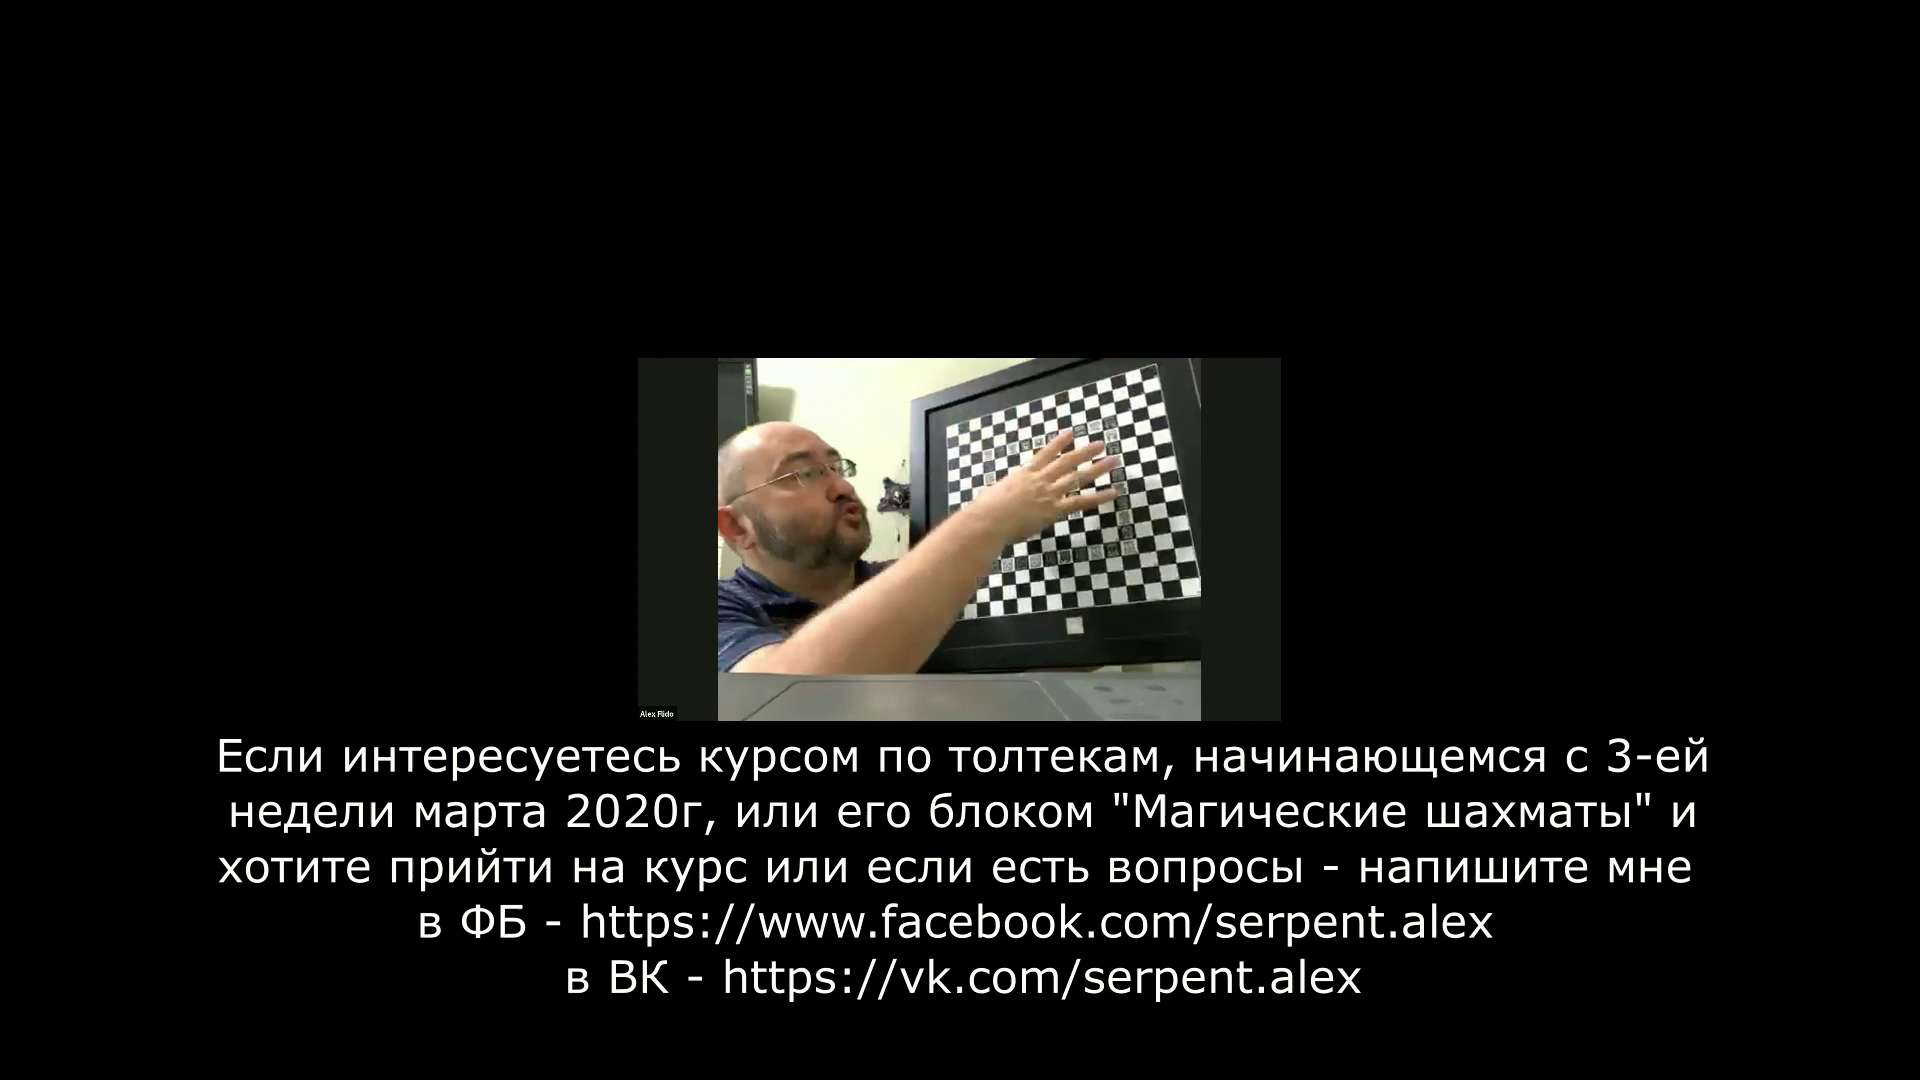 Alex Flido
Если интересуетесь курсом по толтекам, начинающемся с 3-ей
недели марта 2020г, или его блоком "Магические шахматы" и
хотите прийти на курс или если есть вопросы - напишите мне
в ФБ - https://www.facebook.com/serpent.alex
в ВК - https://vk.com/serpent.alex